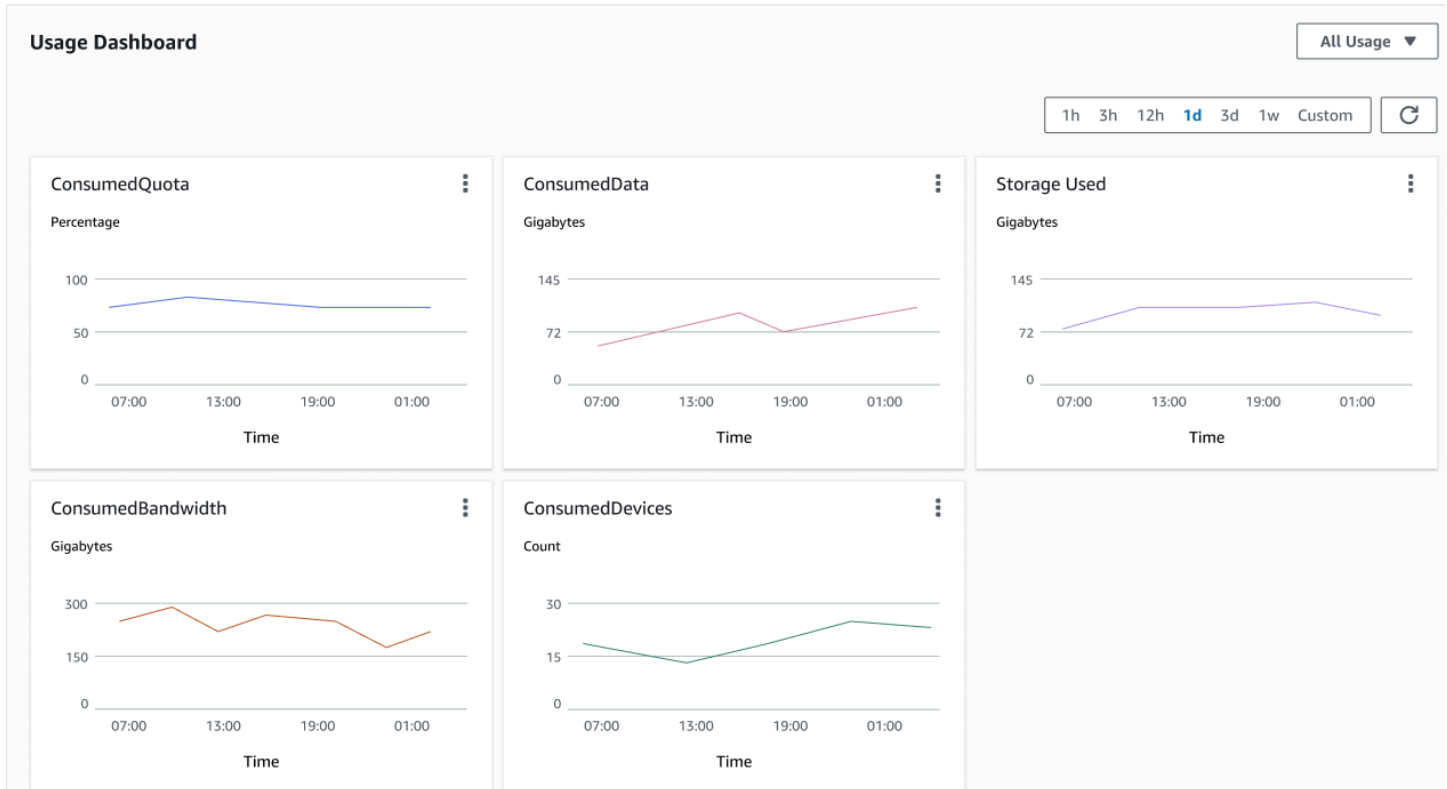 Usage Dashboard
All Usage ▼
1h 3h 12h 1d 3d 1w Custom
ConsumedQuota
Percentage
100
50
0
07:00 13:00 19:00 01:00
Time
ConsumedData
Gigabytes
145
72
0
07:00 13:00 19:00 01:00
Time
Storage Used
Gigabytes
145
72
0
07:00 13:00 19:00 01:00
Time
ConsumedBandwidth
Gigabytes
300
150
0
07:00 13:00 19:00 01:00
Time
ConsumedDevices
Count
30
15
0
07:00 13:00 19:00 01:00
Time